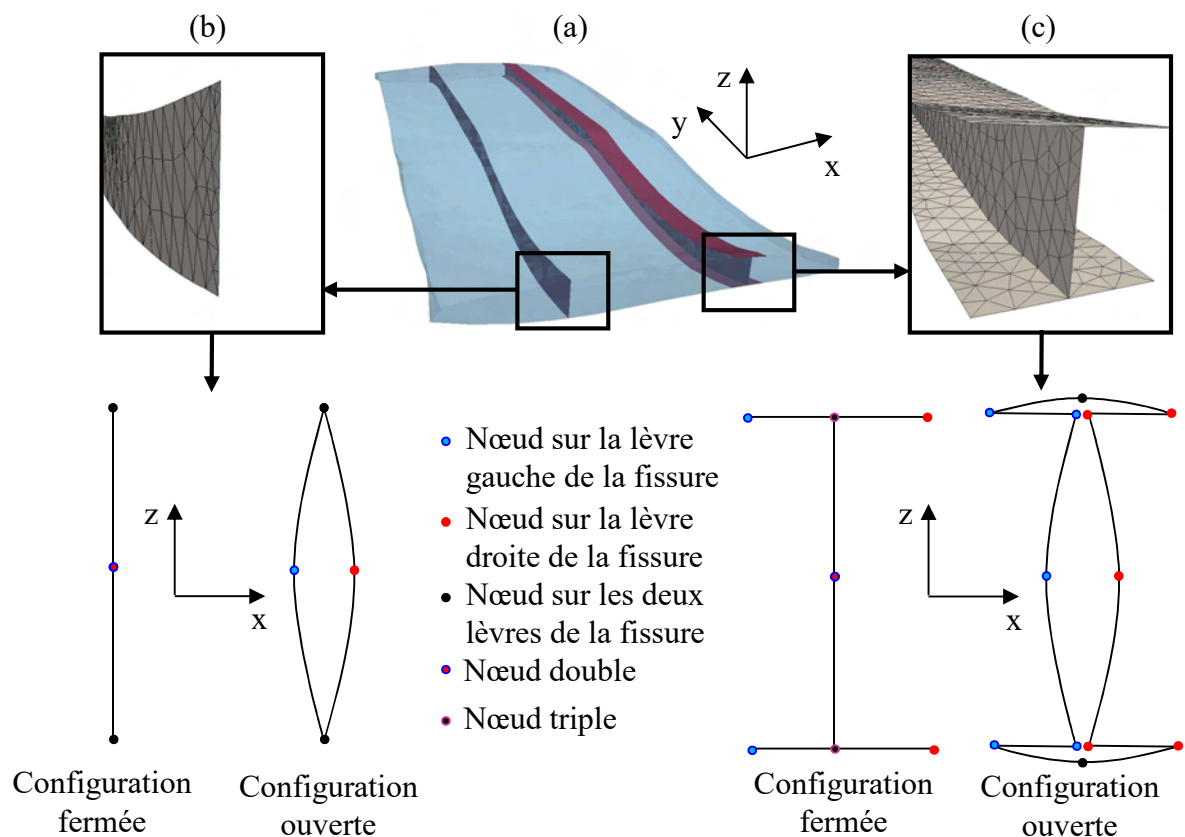 (b)
(a)
(c)
z
y
x
Nœud sur la lèvre
gauche de la fissure
Nœud sur la lèvre
droite de la fissure
Nœud sur les deux
lèvres de la fissure
Nœud double
Nœud triple
z
x
z
x
Configuration
fermée
Configuration
ouverte
Configuration
fermée
Configuration
ouverte